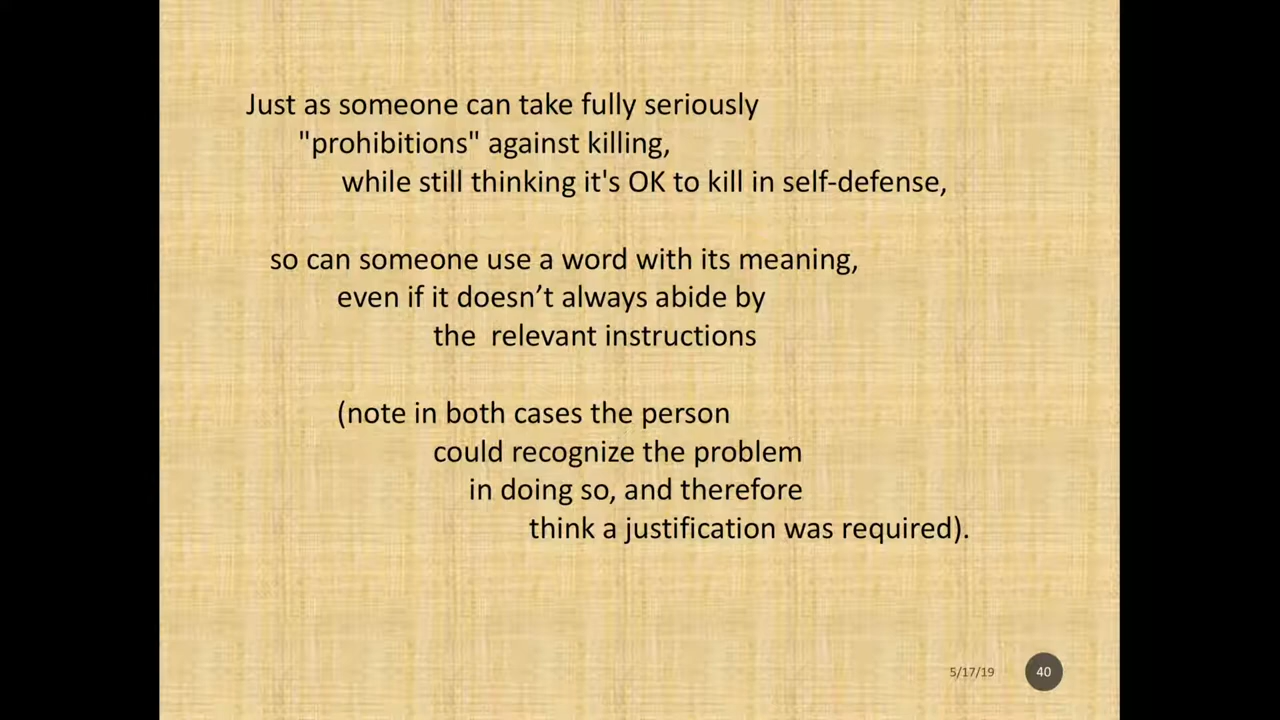 Just as someone can take fully seriously
"prohibitions" against killing,
while still thinking it's OK to kill in self-defense,
so can someone use a word with its meaning,
even if it doesn’t always abide by
the  relevant instructions
(note in both cases the person
could recognize the problem
in doing so, and therefore
think a justification was required).
5/17/19
40